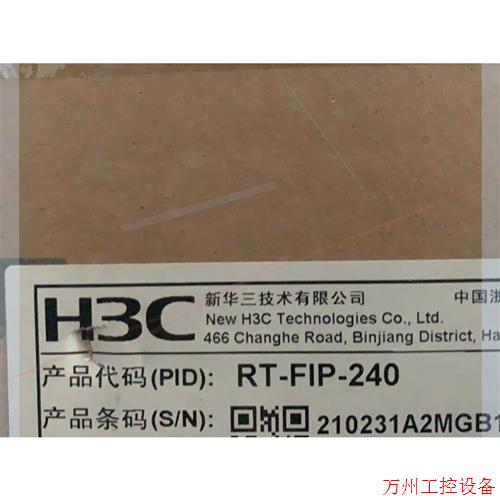 H3C
新华三技术有限公司
中国
New H3C Technologies Co., Ltd.
466 Changhe Road, Binjiang District,
产品代码(PID): RT-FIP-240
产品条码(S/N): 210231A2MGB1
万州工控设备